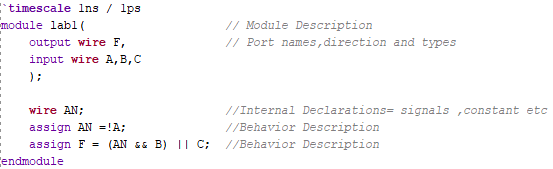 `timescale 1ns / 1ps
module lab1( // Module Description
output wire F, // Port names,direction and types
input wire A,B,C
);
wire AN; //Internal Declarations= signals ,constant etc
assign AN =!A; //Behavior Description
assign F = (AN && B) || C; //Behavior Description
endmodule